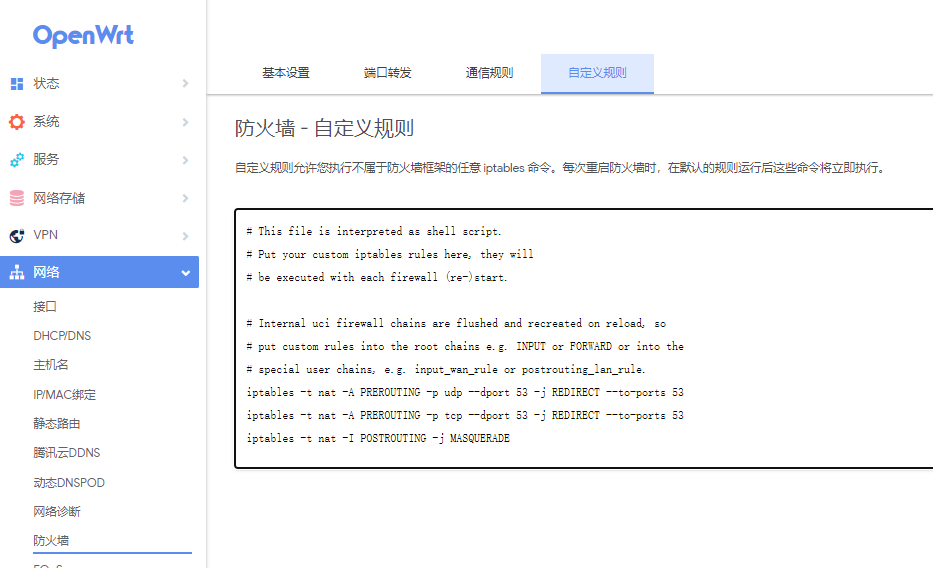 OpenWrt
状态
系统
服务
网络存储
VPN
网络
接口
DHCP/DNS
主机名
IP/MAC绑定
静态路由
腾讯云DDNS
动态DNSPOD
网络诊断
防火墙
基本设置 端口转发 通信规则 自定义规则
防火墙 - 自定义规则
自定义规则允许您执行不属于防火墙框架的任意 iptables 命令。每次重启防火墙时，在默认的规则运行后这些命令将立即执行。
# This file is interpreted as shell script.
# Put your custom iptables rules here, they will
# be executed with each firewall (re-)start.
# Internal uci firewall chains are flushed and recreated on reload, so
# put custom rules into the root chains e.g. INPUT or FORWARD or into the
# special user chains, e.g. input_wan_rule or postrouting_lan_rule.
iptables -t nat -A PREROUTING -p udp --dport 53 -j REDIRECT --to-ports 53
iptables -t nat -A PREROUTING -p tcp --dport 53 -j REDIRECT --to-ports 53
iptables -t nat -I POSTROUTING -j MASQUERADE